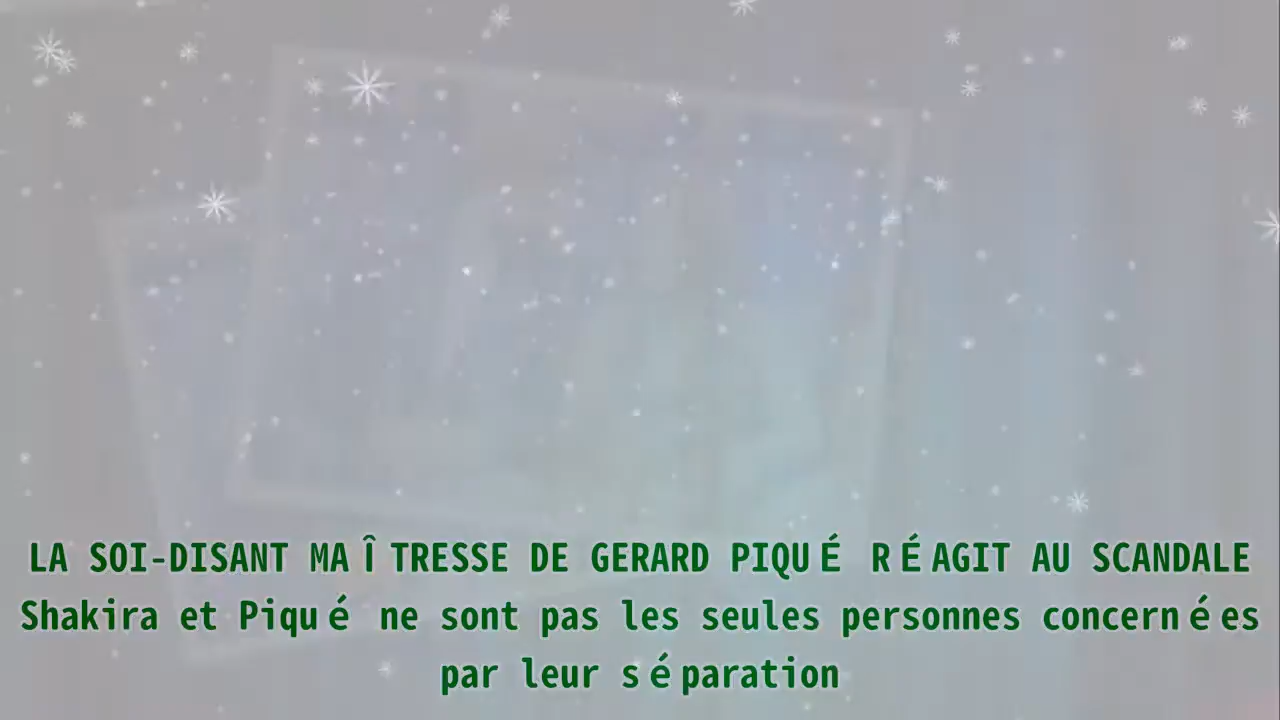 LA SOI-DISANT MAÎTRESSE DE GERARD PIQUÉ RÉAGIT AU SCANDALE
Shakira et Piqué ne sont pas les seules personnes concernées
par leur séparation